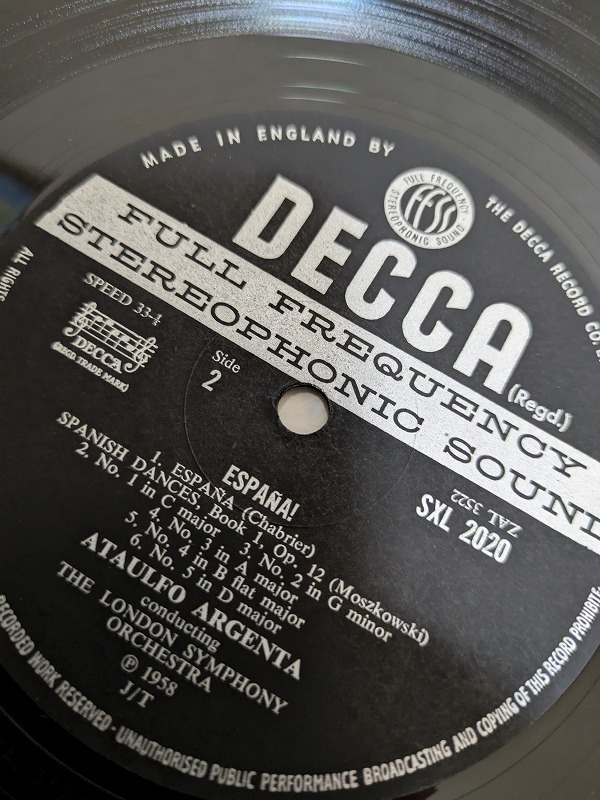 MADE IN ENGLAND BY
THE DECCA RECORD CO.
FULL FREQUENCY
STEREOPHONIC SOUND
FFSS
DECCA
(Regd.)
FULL FREQUENCY
STEREOPHONIC SOUND
ALL RIGHTS
SPEED 33-⅓
DECCA
(REGD. TRADE MARK)
Side
2
ZAL 3522
SXL 2020
ESPAÑA!
1. ESPAÑA (Chabrier)
SPANISH DANCES, Book 1, Op. 12 (Moszkowski)
2. No. 1 in C major 3. No. 2 in G minor
4. No. 3 in A major
5. No. 4 in B flat major
6. No. 5 in D major
ATAULFO ARGENTA
conducting
THE LONDON SYMPHONY
ORCHESTRA
℗ 1958
J/T
RECORDED WORK RESERVED · UNAUTHORISED PUBLIC PERFORMANCE BROADCASTING AND COPYING OF THIS RECORD PROHIBITE